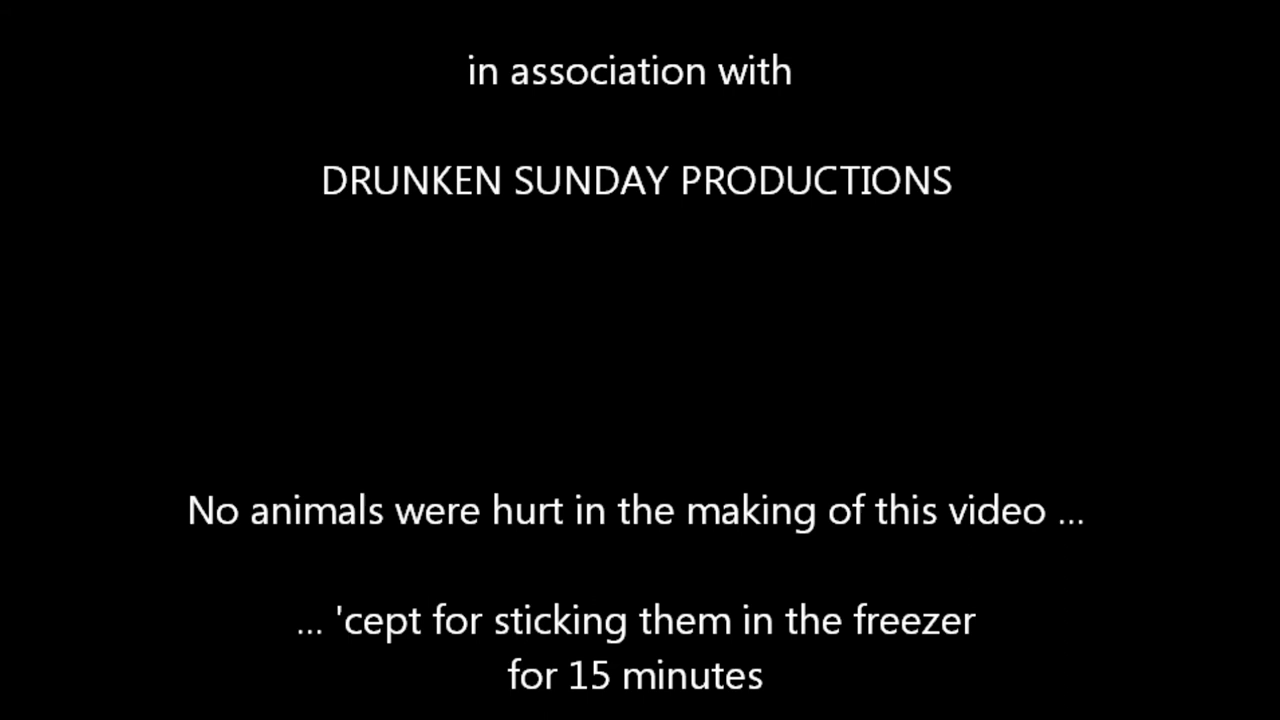 in association with
DRUNKEN SUNDAY PRODUCTIONS
No animals were hurt in the making of this video ...
... 'cept for sticking them in the freezer
for 15 minutes